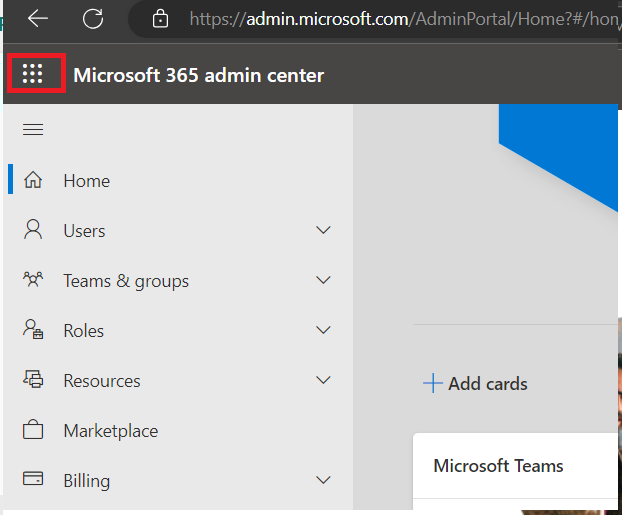 https://admin.microsoft.com/AdminPortal/Home?#/hom
Microsoft 365 admin center
Home
Users
Teams & groups
Roles
Resources
Marketplace
Billing
Add cards
Microsoft Teams